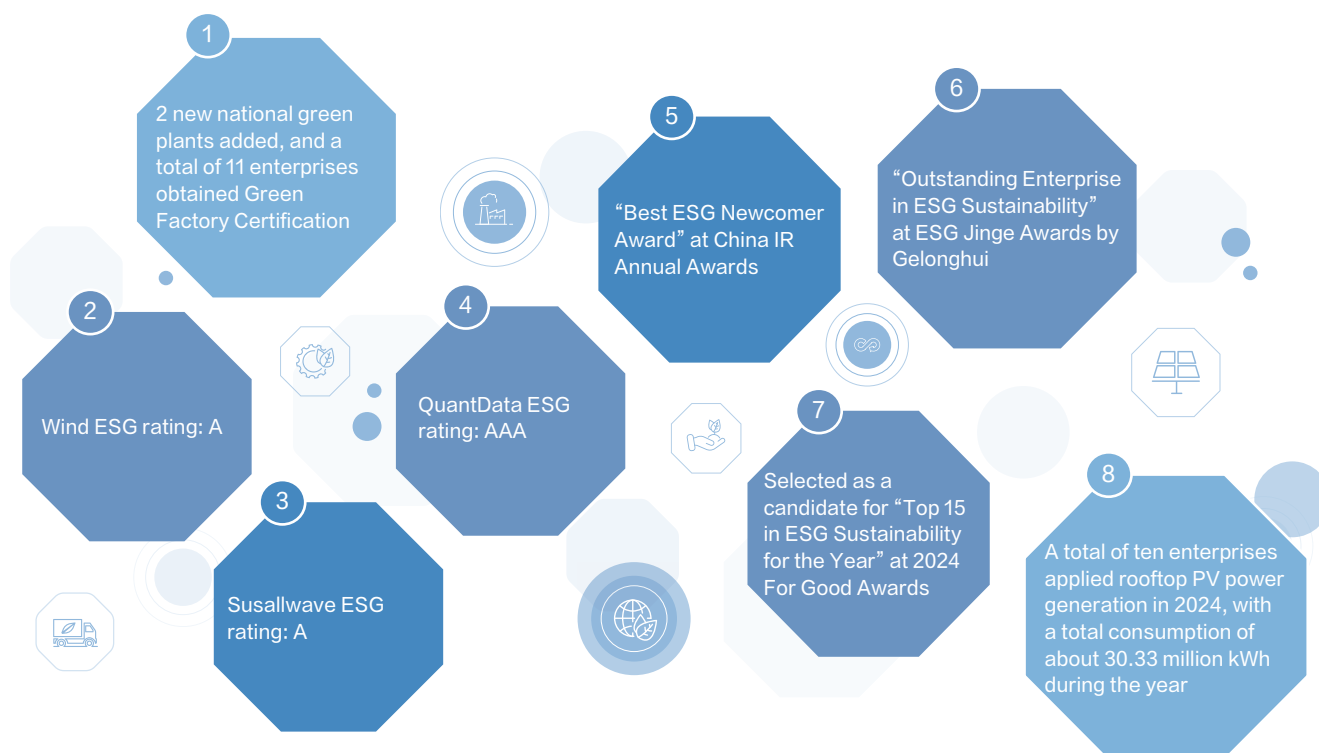 1
2 new national green
plants added, and a
total of 11 enterprises
obtained Green
Factory Certification
2
Wind ESG rating: A
3
Susallwave ESG
rating: A
4
QuantData ESG
rating: AAA
5
“Best ESG Newcomer
Award” at China IR
Annual Awards
6
“Outstanding Enterprise
in ESG Sustainability”
at ESG Jinge Awards by
Gelonghui
7
Selected as a
candidate for “Top 15
in ESG Sustainability
for the Year” at 2024
For Good Awards
8
A total of ten enterprises
applied rooftop PV power
generation in 2024, with
a total consumption of
about 30.33 million kWh
during the year